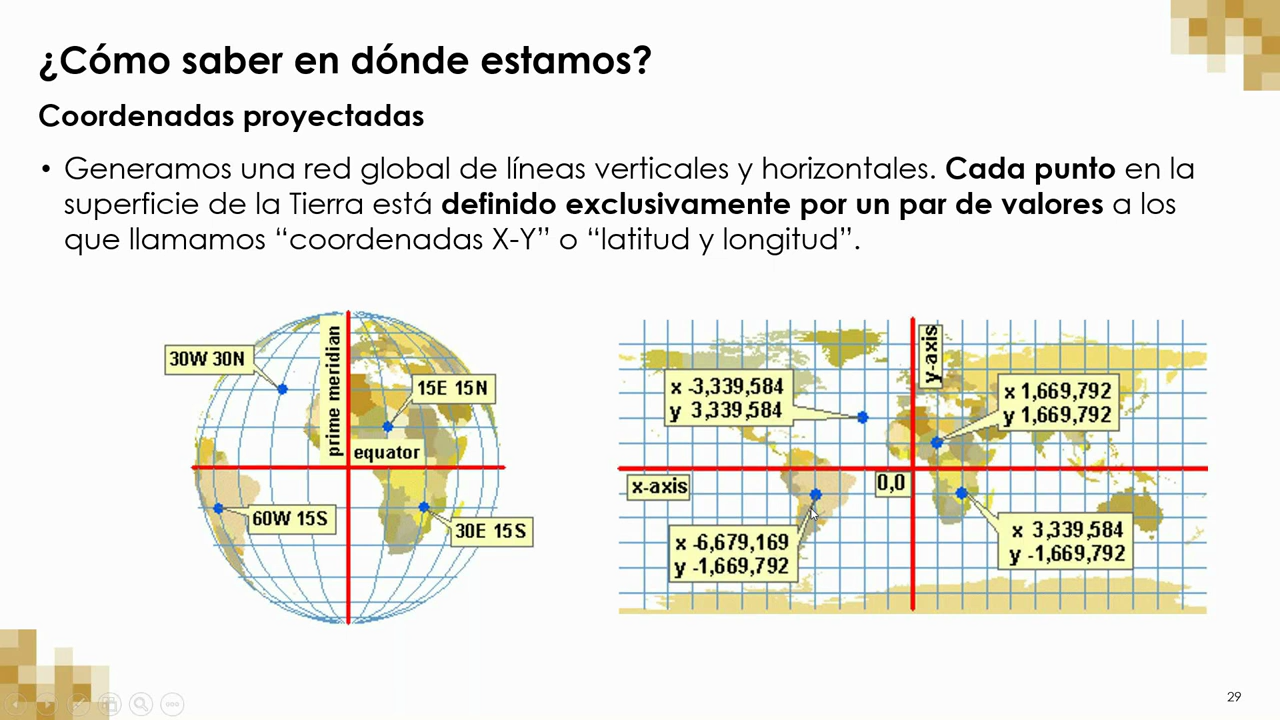 ¿Cómo saber en dónde estamos?
Coordenadas proyectadas
• Generamos una red global de líneas verticales y horizontales. Cada punto en la
superficie de la Tierra está definido exclusivamente por un par de valores a los
que llamamos “coordenadas X-Y” o “latitud y longitud”.
30W 30N
prime meridian
15E 15N
equator
60W 15S
30E 15S
y-axis
x -3,339,584
y 3,339,584
x 1,669,792
y 1,669,792
x-axis
0,0
x -6,679,169
y -1,669,792
x 3,339,584
y -1,669,792
29